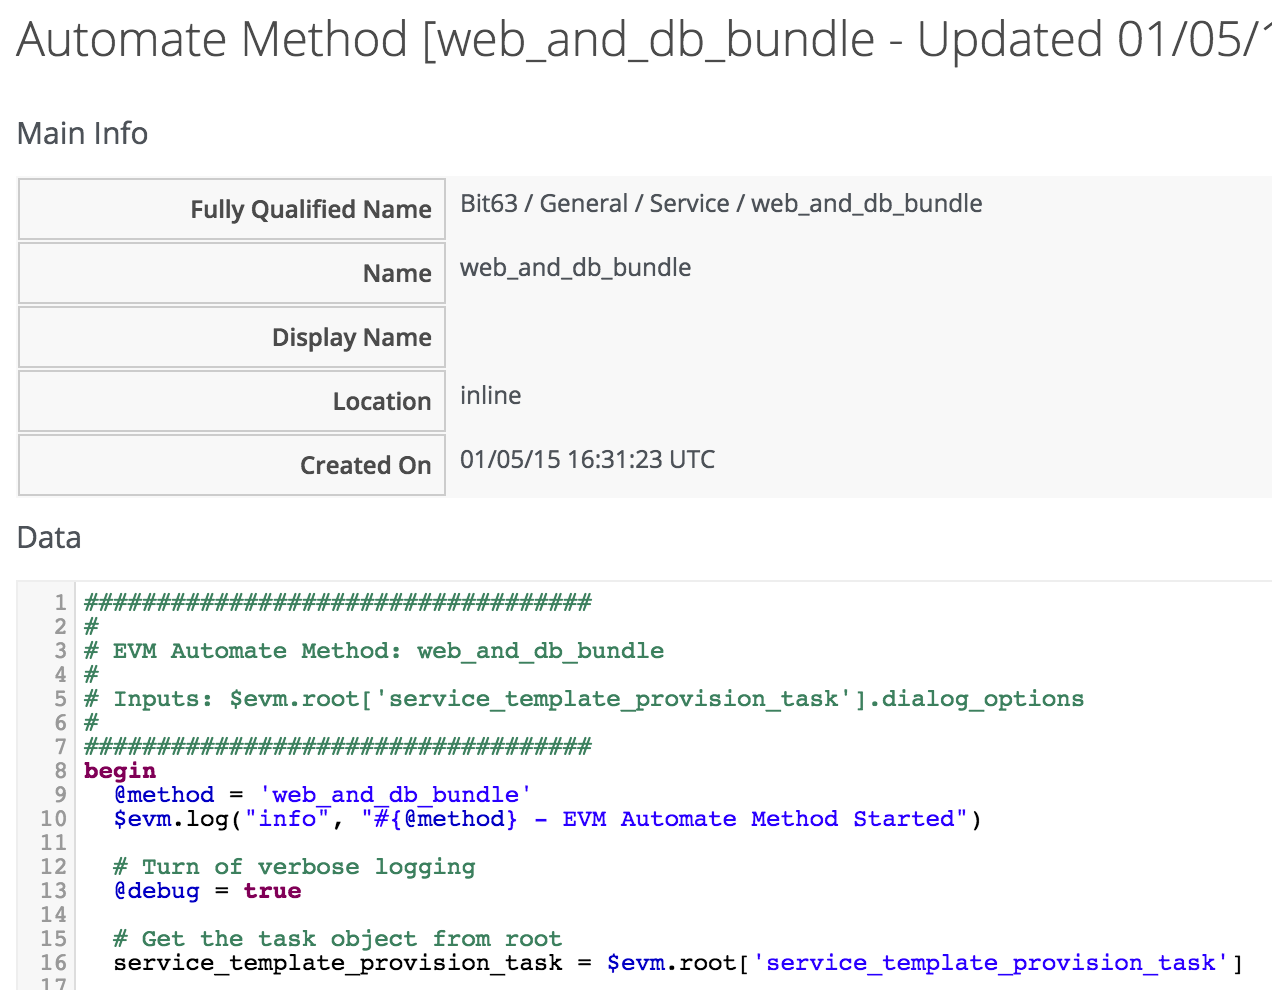 Automate Method [web_and_db_bundle - Updated 01/05/1
Main Info
Fully Qualified Name Bit63 / General / Service / web_and_db_bundle
Name web_and_db_bundle
Display Name
Location inline
Created On 01/05/15 16:31:23 UTC
Data
1 ###################################
2 #
3 # EVM Automate Method: web_and_db_bundle
4 #
5 # Inputs: $evm.root['service_template_provision_task'].dialog_options
6 #
7 ###################################
8 begin
9   @method = 'web_and_db_bundle'
10   $evm.log("info", "#{@method} - EVM Automate Method Started")
11
12   # Turn of verbose logging
13   @debug = true
14
15   # Get the task object from root
16   service_template_provision_task = $evm.root['service_template_provision_task']
17